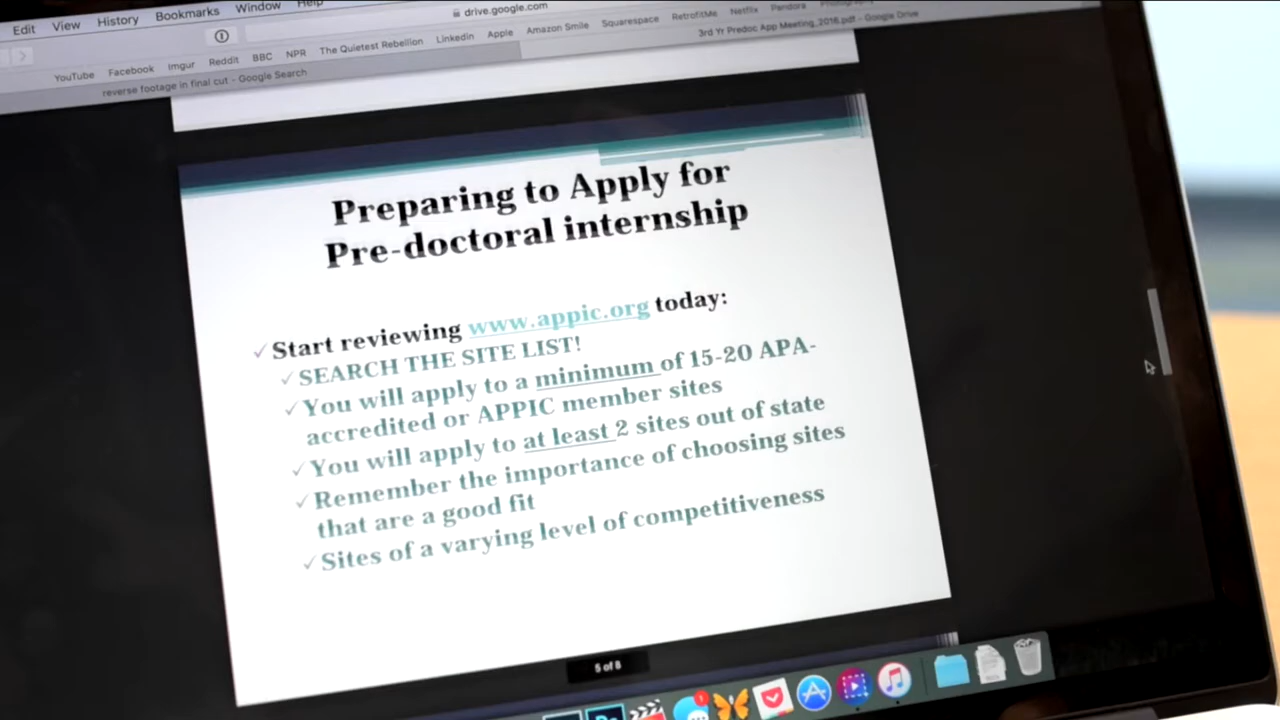 Edit View History Bookmarks Window Help
drive.google.com
YouTube Facebook Imgur Reddit BBC NPR The Quietest Rebellion Linkedin Apple Amazon Smile Squarespace RetrofitMe Netflix Pandora
reverse footage in final cut - Google Search
3rd Yr Predoc App Meeting_2016.pdf - Google Drive
Preparing to Apply for
Pre-doctoral internship
✓ Start reviewing www.appic.org today:
✓ SEARCH THE SITE LIST!
✓ You will apply to a minimum of 15-20 APA-
accredited or APPIC member sites
✓ You will apply to at least 2 sites out of state
✓ Remember the importance of choosing sites
that are a good fit
✓ Sites of a varying level of competitiveness
5 of 8
1